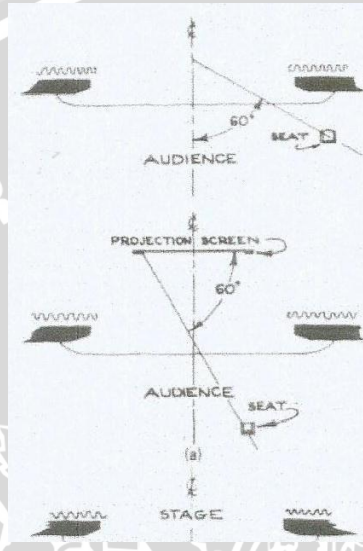 ℄
60°
SEAT
AUDIENCE
℄
PROJECTION SCREEN
60°
AUDIENCE
SEAT
(a)
℄
STAGE